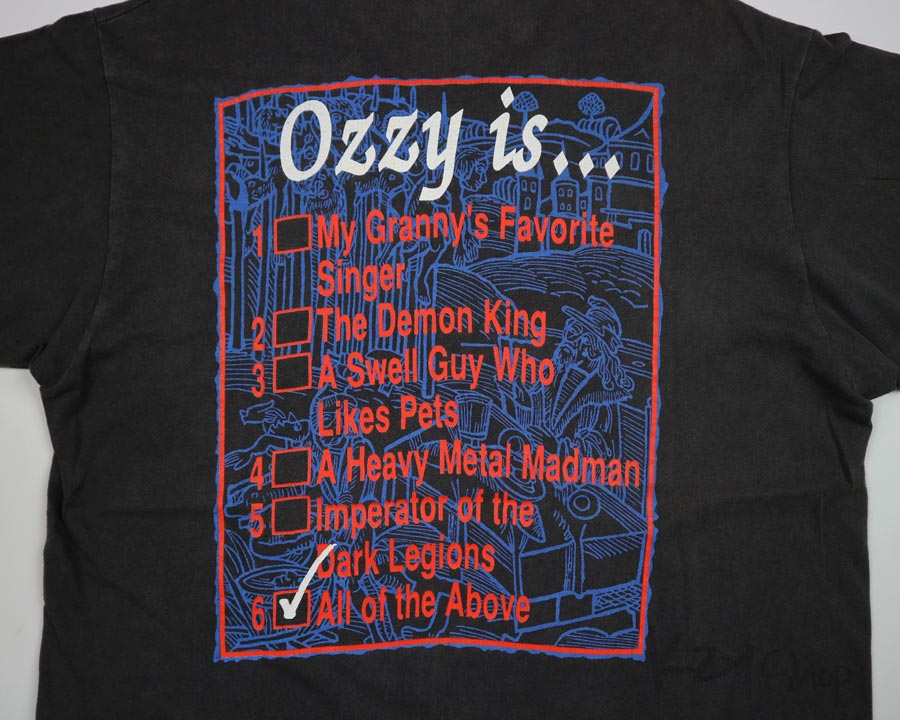 Ozzy is...
1 My Granny's Favorite
Singer
2 The Demon King
3 A Swell Guy Who
Likes Pets
4 A Heavy Metal Madman
5 Imperator of the
Dark Legions
6 All of the Above
Shop